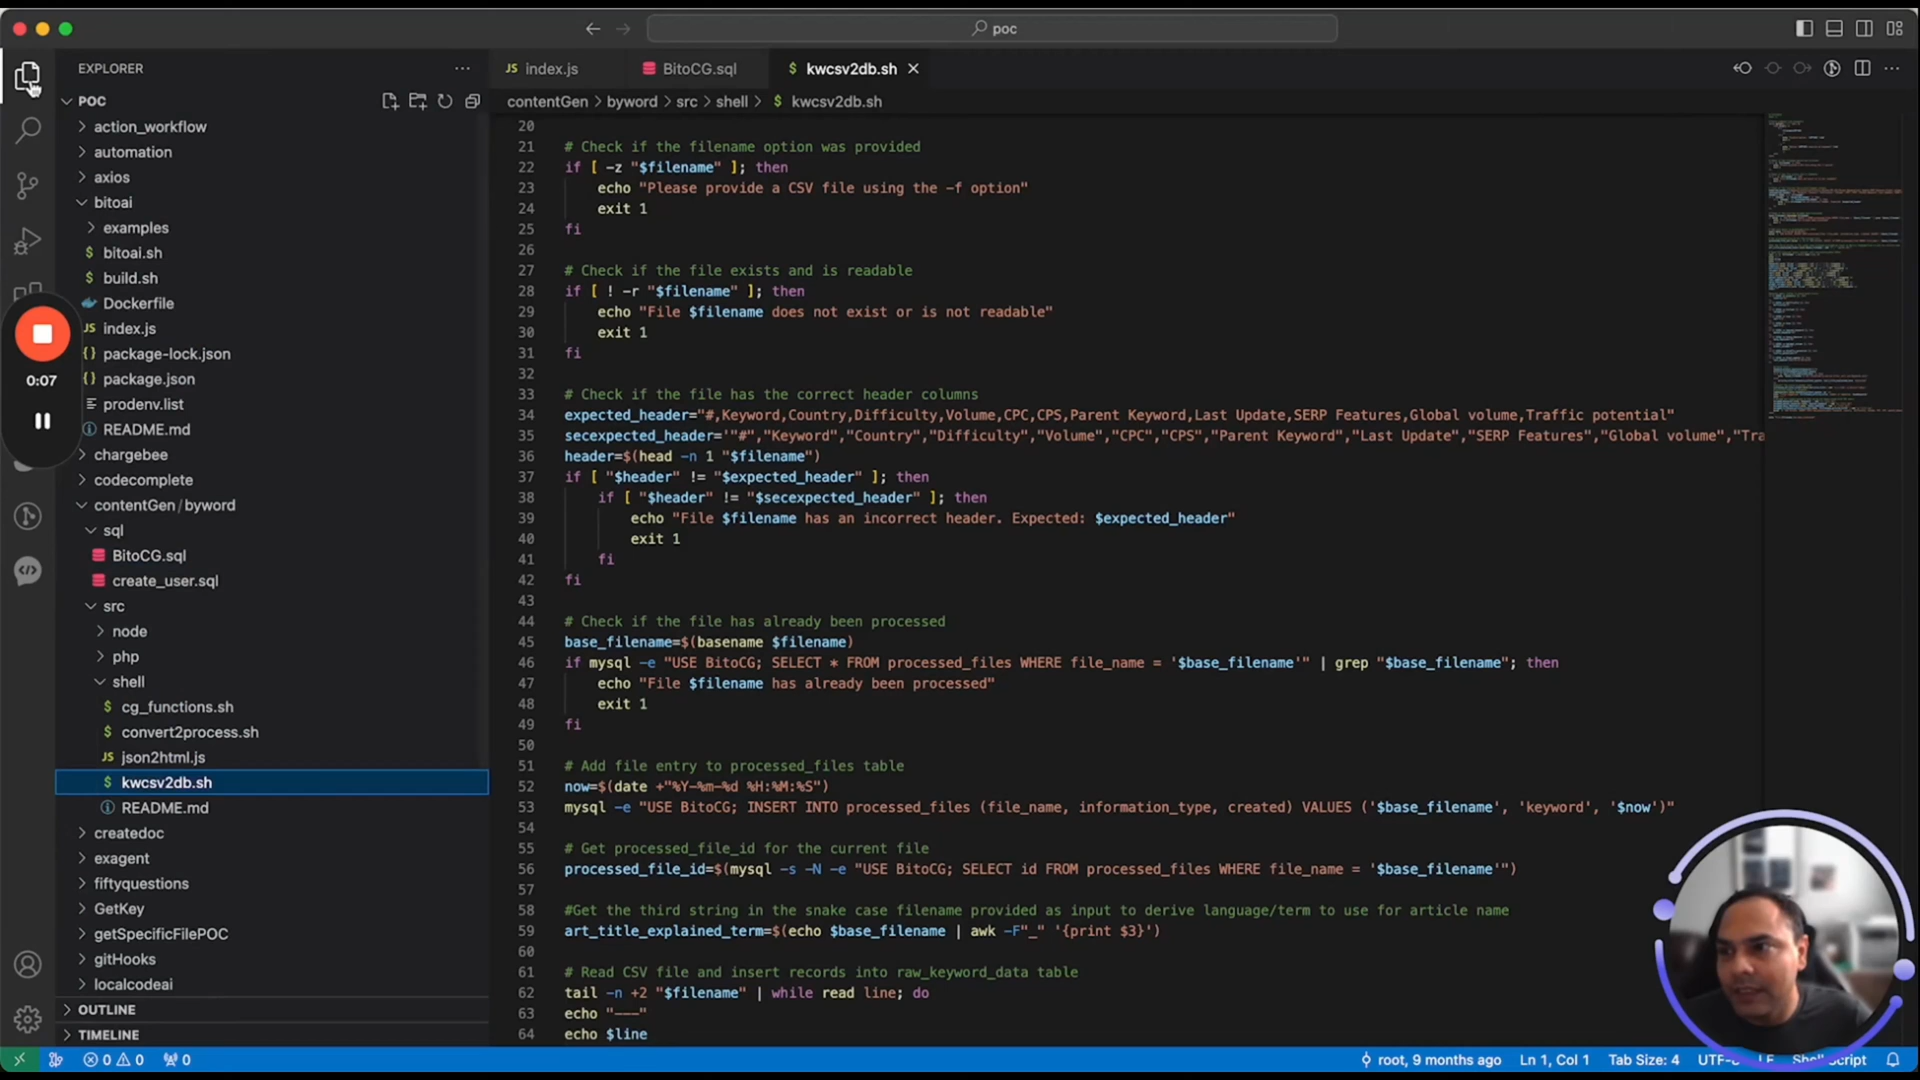 poc
EXPLORER
index.js
BitoCG.sql
kwcsv2db.sh
POC
contentGen > byword > src > shell > $ kwcsv2db.sh
action_workflow
automation
axios
bitoai
examples
bitoai.sh
build.sh
Dockerfile
index.js
package-lock.json
package.json
prodenv.list
README.md
chargebee
codecomplete
contentGen / byword
sql
BitoCG.sql
create_user.sql
src
node
php
shell
cg_functions.sh
convert2process.sh
json2html.js
kwcsv2db.sh
README.md
createdoc
exagent
fiftyquestions
GetKey
getSpecificFilePOC
gitHooks
localcodeai
OUTLINE
TIMELINE
0:07
20
21 # Check if the filename option was provided
22 if [ -z "$filename" ]; then
23 echo "Please provide a CSV file using the -f option"
24 exit 1
25 fi
26
27 # Check if the file exists and is readable
28 if [ ! -r "$filename" ]; then
29 echo "File $filename does not exist or is not readable"
30 exit 1
31 fi
32
33 # Check if the file has the correct header columns
34 expected_header="#,Keyword,Country,Difficulty,Volume,CPC,CPS,Parent Keyword,Last Update,SERP Features,Global volume,Traffic potential"
35 secexpected_header='"#","Keyword","Country","Difficulty","Volume","CPC","CPS","Parent Keyword","Last Update","SERP Features","Global volume","Tra
36 header=$(head -n 1 "$filename")
37 if [ "$header" != "$expected_header" ]; then
38 if [ "$header" != "$secexpected_header" ]; then
39 echo "File $filename has an incorrect header. Expected: $expected_header"
40 exit 1
41 fi
42 fi
43
44 # Check if the file has already been processed
45 base_filename=$(basename $filename)
46 if mysql -e "USE BitoCG; SELECT * FROM processed_files WHERE file_name = '$base_filename'" | grep "$base_filename"; then
47 echo "File $filename has already been processed"
48 exit 1
49 fi
50
51 # Add file entry to processed_files table
52 now=$(date +"%Y-%m-%d %H:%M:%S")
53 mysql -e "USE BitoCG; INSERT INTO processed_files (file_name, information_type, created) VALUES ('$base_filename', 'keyword', '$now')"
54
55 # Get processed_file_id for the current file
56 processed_file_id=$(mysql -s -N -e "USE BitoCG; SELECT id FROM processed_files WHERE file_name = '$base_filename'")
57
58 #Get the third string in the snake case filename provided as input to derive language/term to use for article name
59 art_title_explained_term=$(echo $base_filename | awk -F"_" '{print $3}')
60
61 # Read CSV file and insert records into raw_keyword_data table
62 tail -n +2 "$filename" | while read line; do
63 echo "---"
64 echo $line
0 0 0
root, 9 months ago
Ln 1, Col 1
Tab Size: 4